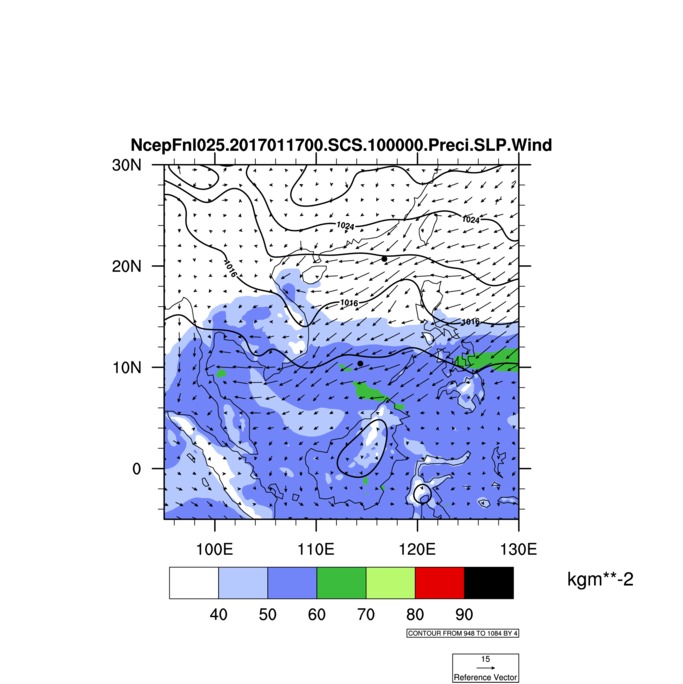 NcepFnl025.2017011700.SCS.100000.Preci.SLP.Wind
30N
1024
1024
20N
1016
1016
1016
10N
0
100E
110E
120E
130E
kgm**-2
40
50
60
70
80
90
CONTOUR FROM 948 TO 1084 BY 4
15
Reference Vector